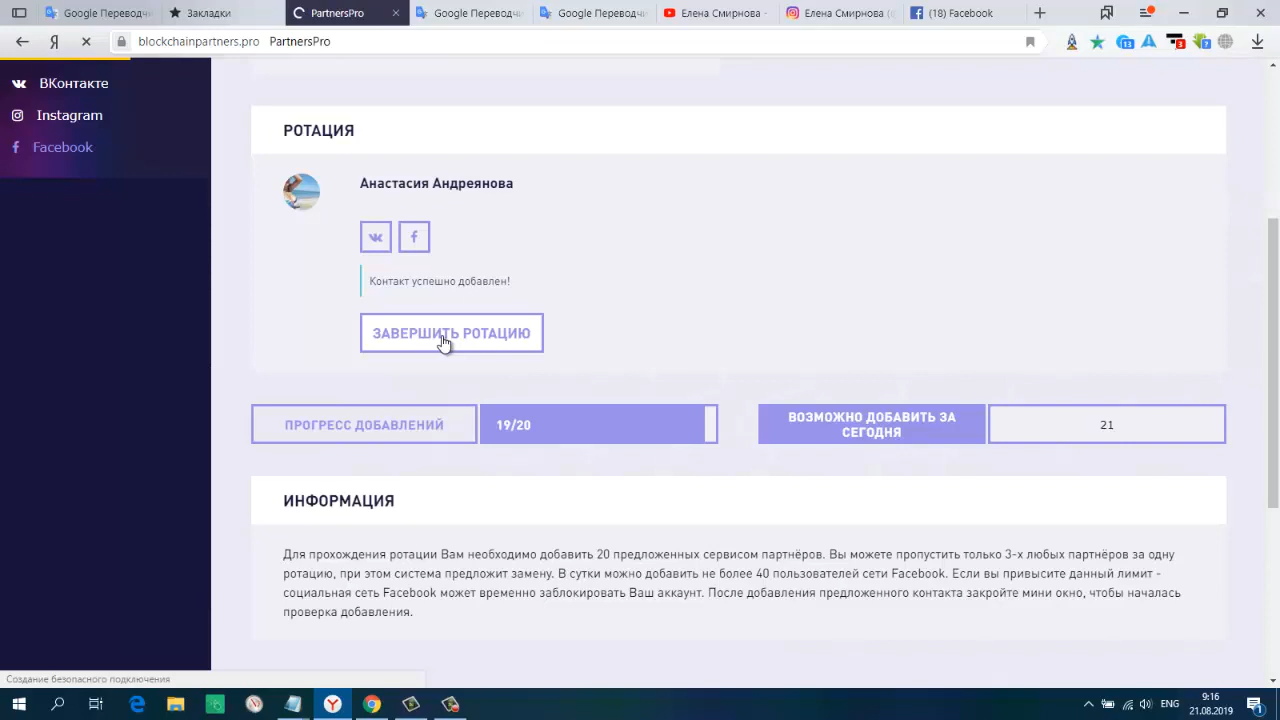 Google Переводч
Закладки
PartnersPro
Google Переводч
Google Переводч
Елена Смирнова -
Елена Смирнова (
(18) Facebook
blockchainpartners.pro PartnersPro
13
3
?
ВКонтакте
Instagram
Facebook
РОТАЦИЯ
Анастасия Андреянова
Контакт успешно добавлен!
ЗАВЕРШИТЬ РОТАЦИЮ
ПРОГРЕСС ДОБАВЛЕНИЙ
19/20
ВОЗМОЖНО ДОБАВИТЬ ЗА
СЕГОДНЯ
21
ИНФОРМАЦИЯ
Для прохождения ротации Вам необходимо добавить 20 предложенных сервисом партнёров. Вы можете пропустить только 3-х любых партнёров за одну
ротацию, при этом система предложит замену. В сутки можно добавить не более 40 пользователей сети Facebook. Если вы привысите данный лимит -
социальная сеть Facebook может временно заблокировать Ваш аккаунт. После добавления предложенного контакта закройте мини окно, чтобы началась
проверка добавления.
Создание безопасного подключения
ENG
9:16
21.08.2019
1